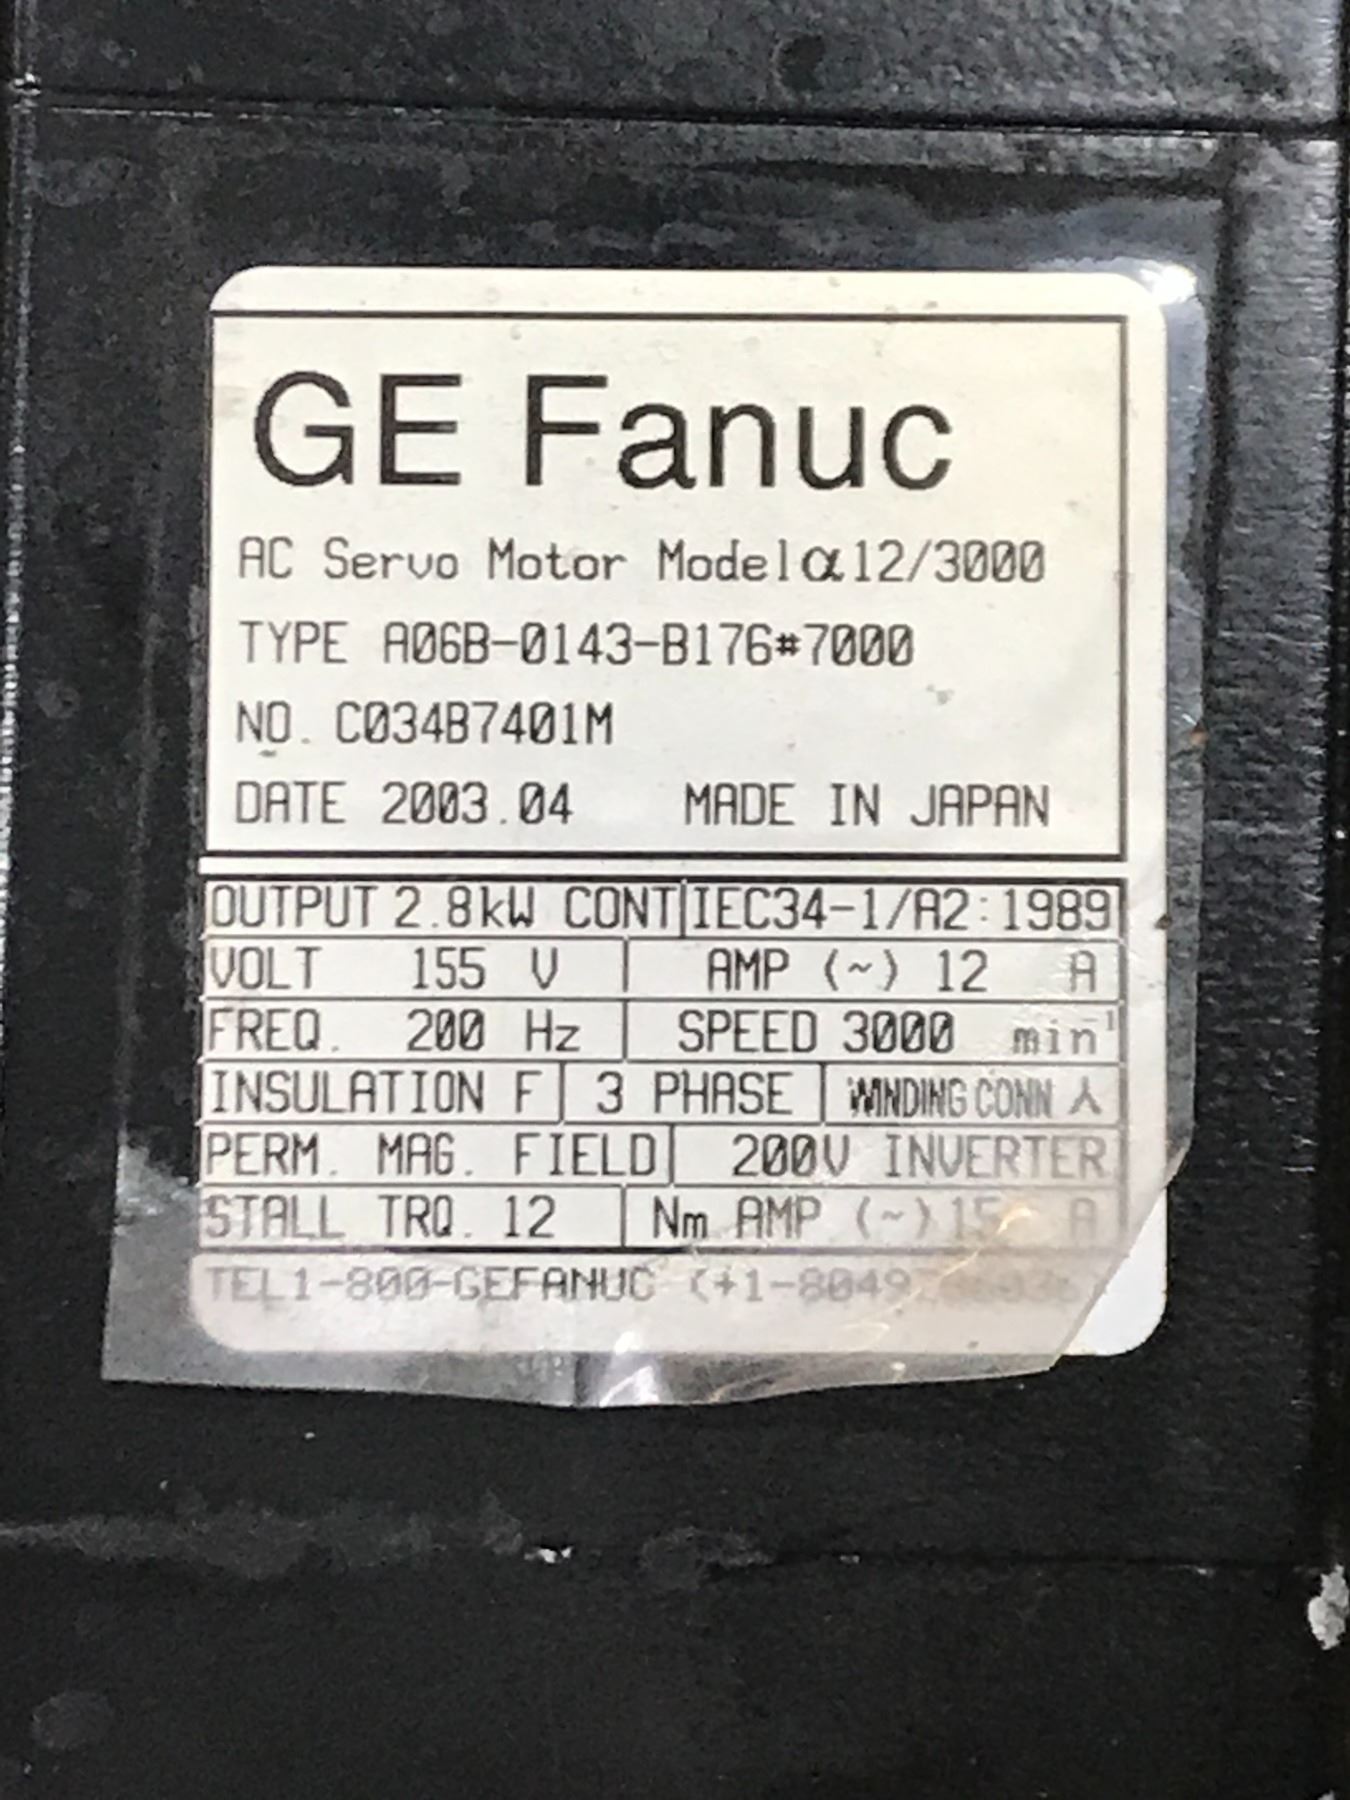 GE Fanuc
AC Servo Motor Model α12/3000
TYPE A06B-0143-B176#7000
NO. C034B7401M
DATE 2003.04 MADE IN JAPAN
OUTPUT 2.8kW CONT IEC34-1/A2:1989
VOLT 155 V AMP (~) 12 A
FREQ. 200 Hz SPEED 3000 min-1
INSULATION F 3 PHASE WINDING CONN 人
PERM. MAG. FIELD 200V INVERTER
STALL TRQ. 12 Nm AMP (~) 15 A
TEL1-800-GEFANUC